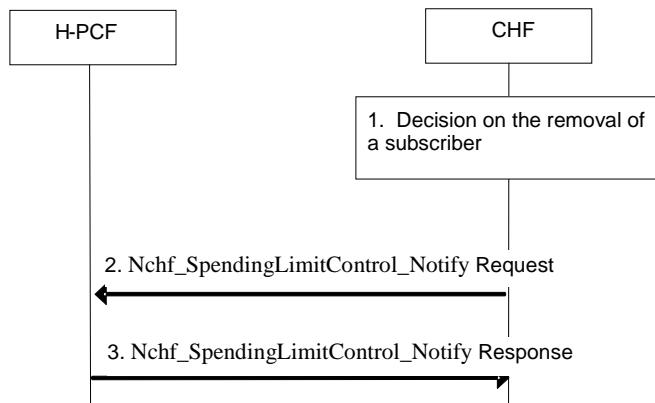 H-PCF
CHF
1. Decision on the removal of
a subscriber
2. Nchf_SpendingLimitControl_Notify Request
3. Nchf_SpendingLimitControl_Notify Response